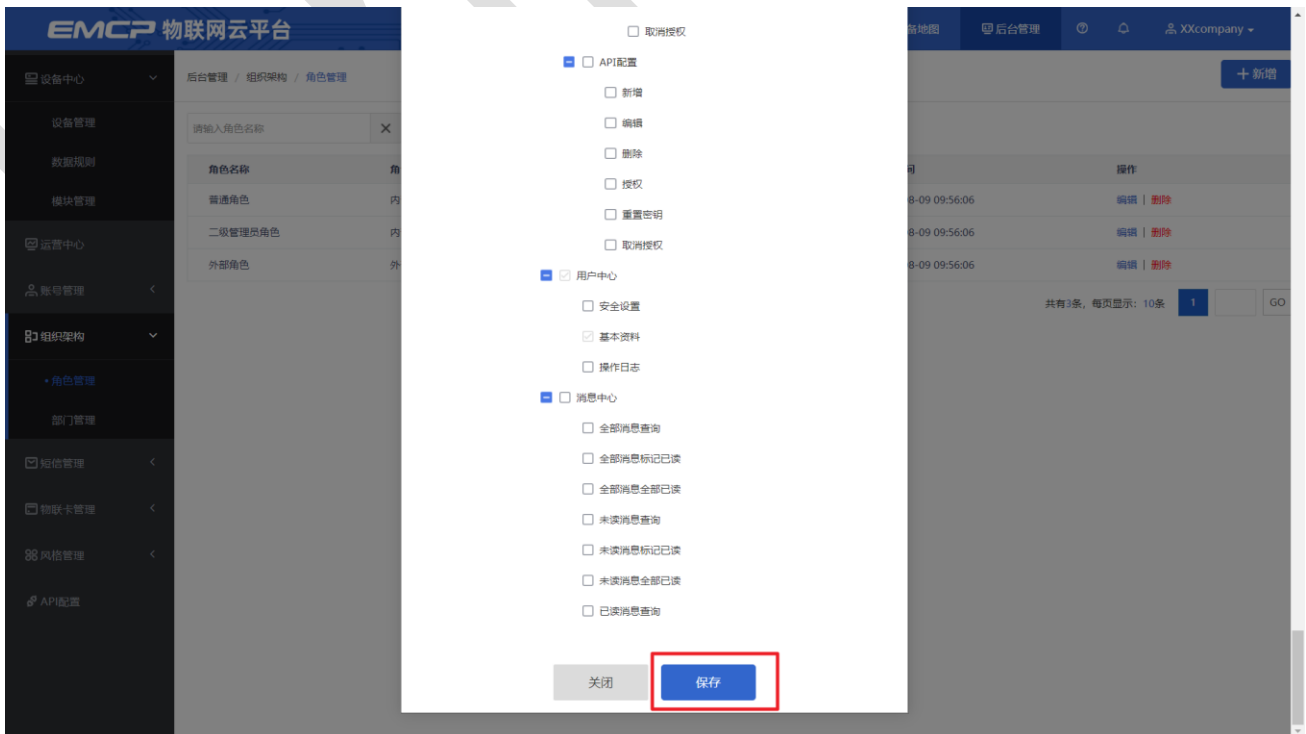 EMCP 物联网云平台
备地图
后台管理
XXcompany
设备中心
设备管理
数据规则
模块管理
运营中心
账号管理
组织架构
角色管理
部门管理
短信管理
物联卡管理
风格管理
API配置
后台管理 / 组织架构 / 角色管理
+ 新增
请输入角色名称
角色名称 角 间 操作
普通角色 内 8-09 09:56:06 编辑 | 删除
二级管理员角色 内 8-09 09:56:06 编辑 | 删除
外部角色 外 8-09 09:56:06 编辑 | 删除
共有3条, 每页显示: 10条 1 GO
取消授权
API配置
新增
编辑
删除
授权
重置密钥
取消授权
用户中心
安全设置
基本资料
操作日志
消息中心
全部消息查询
全部消息标记已读
全部消息全部已读
未读消息查询
未读消息标记已读
未读消息全部已读
已读消息查询
关闭 保存